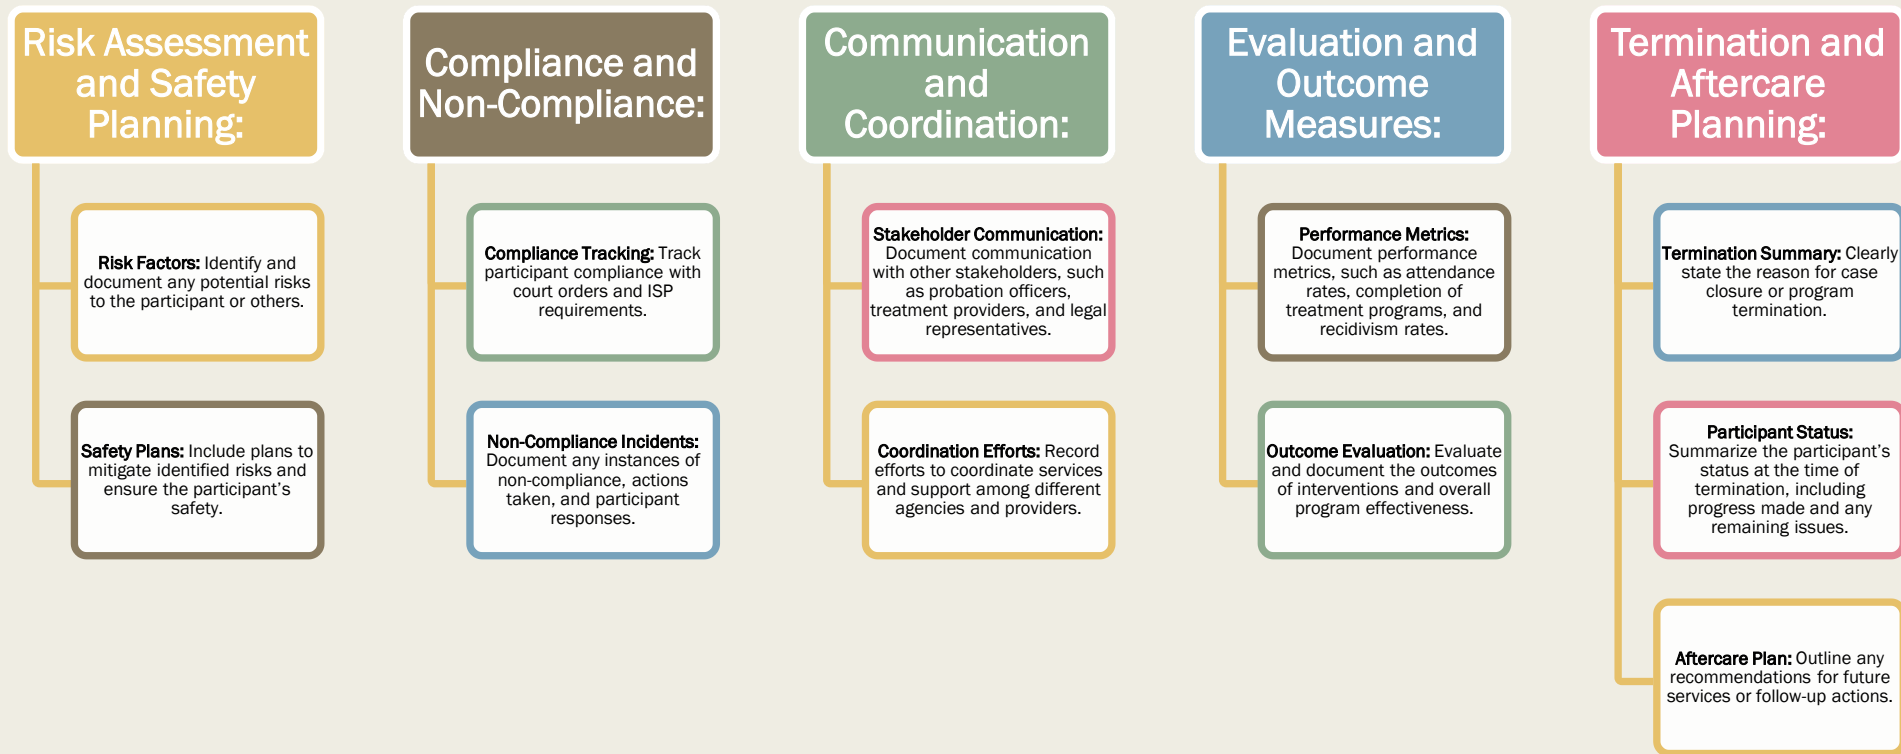 Risk Assessment
and Safety
Planning:
Risk Factors: Identify and
document any potential risks
to the participant or others.
Safety Plans: Include plans to
mitigate identified risks and
ensure the participant's
safety.
Compliance and
Non-Compliance:
Compliance Tracking: Track
participant compliance with
court orders and ISP
requirements.
Non-Compliance Incidents:
Document any instances of
non-compliance, actions
taken, and participant
responses.
Communication
and
Coordination:
Stakeholder Communication:
Document communication
with other stakeholders, such
as probation officers,
treatment providers, and legal
representatives.
Coordination Efforts: Record
efforts to coordinate services
and support among different
agencies and providers.
Evaluation and
Outcome
Measures:
Performance Metrics:
Document performance
metrics, such as attendance
rates, completion of
treatment programs, and
recidivism rates.
Outcome Evaluation: Evaluate
and document the outcomes
of interventions and overall
program effectiveness.
Termination and
Aftercare
Planning:
Termination Summary: Clearly
state the reason for case
closure or program
termination.
Participant Status:
Summarize the participant's
status at the time of
termination, including
progress made and any
remaining issues.
Aftercare Plan: Outline any
recommendations for future
services or follow-up actions.